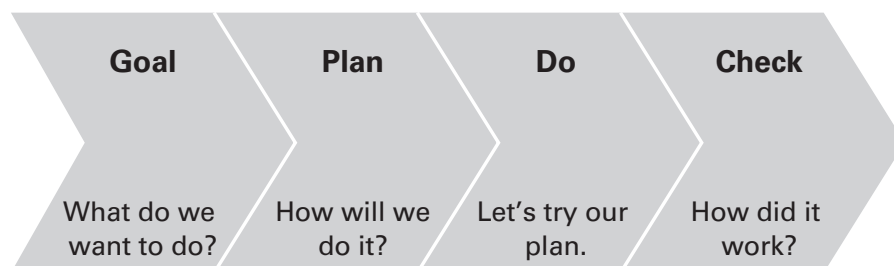 Goal
What do we
want to do?
Plan
How will we
do it?
Do
Let’s try our
plan.
Check
How did it
work?